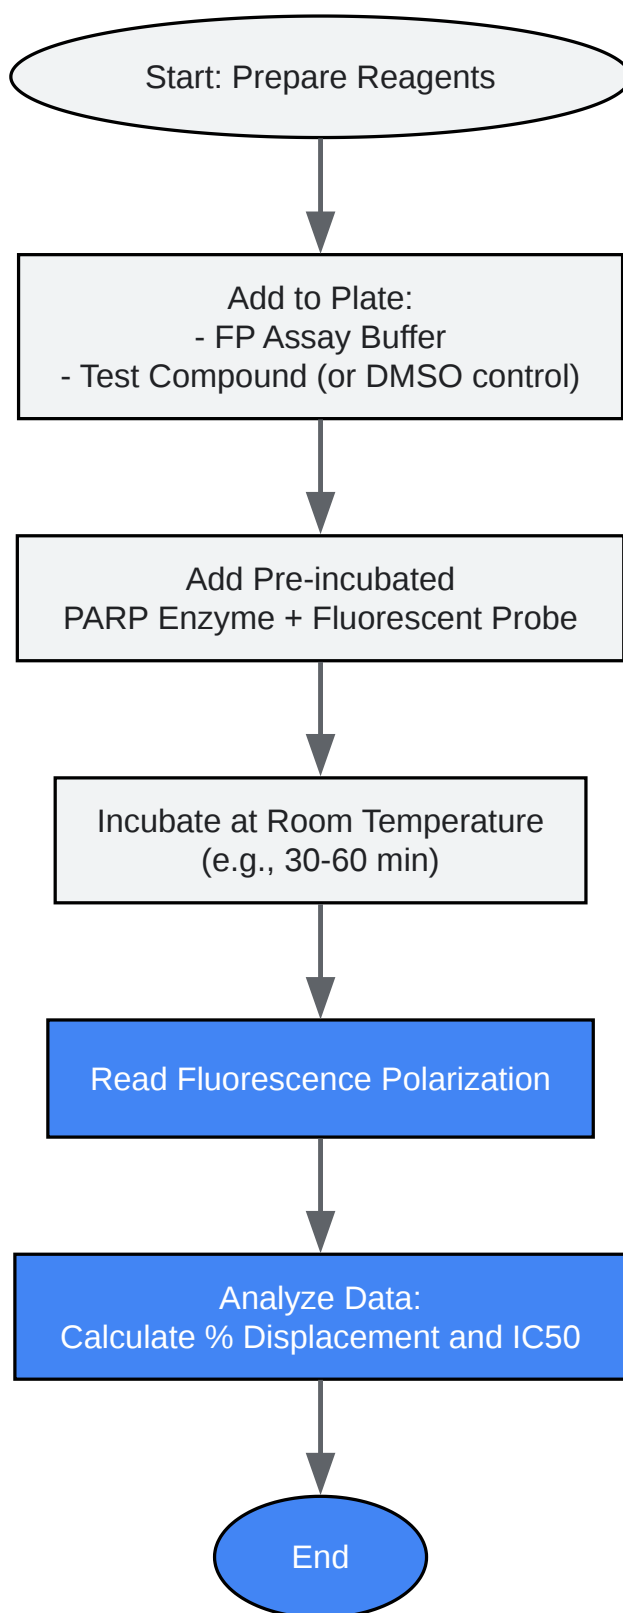 Start: Prepare Reagents
Add to Plate:
- FP Assay Buffer
- Test Compound (or DMSO control)
Add Pre-incubated
PARP Enzyme + Fluorescent Probe
Incubate at Room Temperature
(e.g., 30-60 min)
Read Fluorescence Polarization
Analyze Data:
Calculate % Displacement and IC50
End